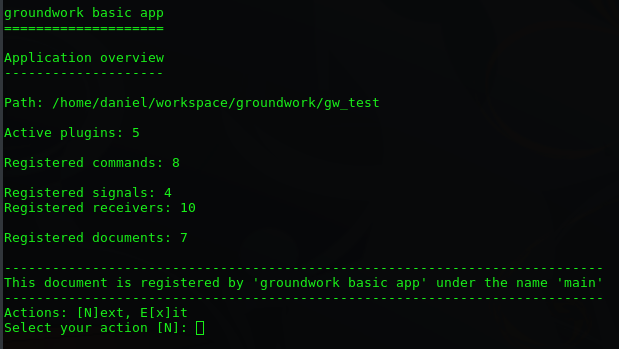 groundwork basic app
====================
Application overview
--------------------
Path: /home/daniel/workspace/groundwork/gw_test
Active plugins: 5
Registered commands: 8
Registered signals: 4
Registered receivers: 10
Registered documents: 7
---------------------------------------------------------------------------
This document is registered by 'groundwork basic app' under the name 'main'
---------------------------------------------------------------------------
Actions: [N]ext, E[x]it
Select your action [N]: